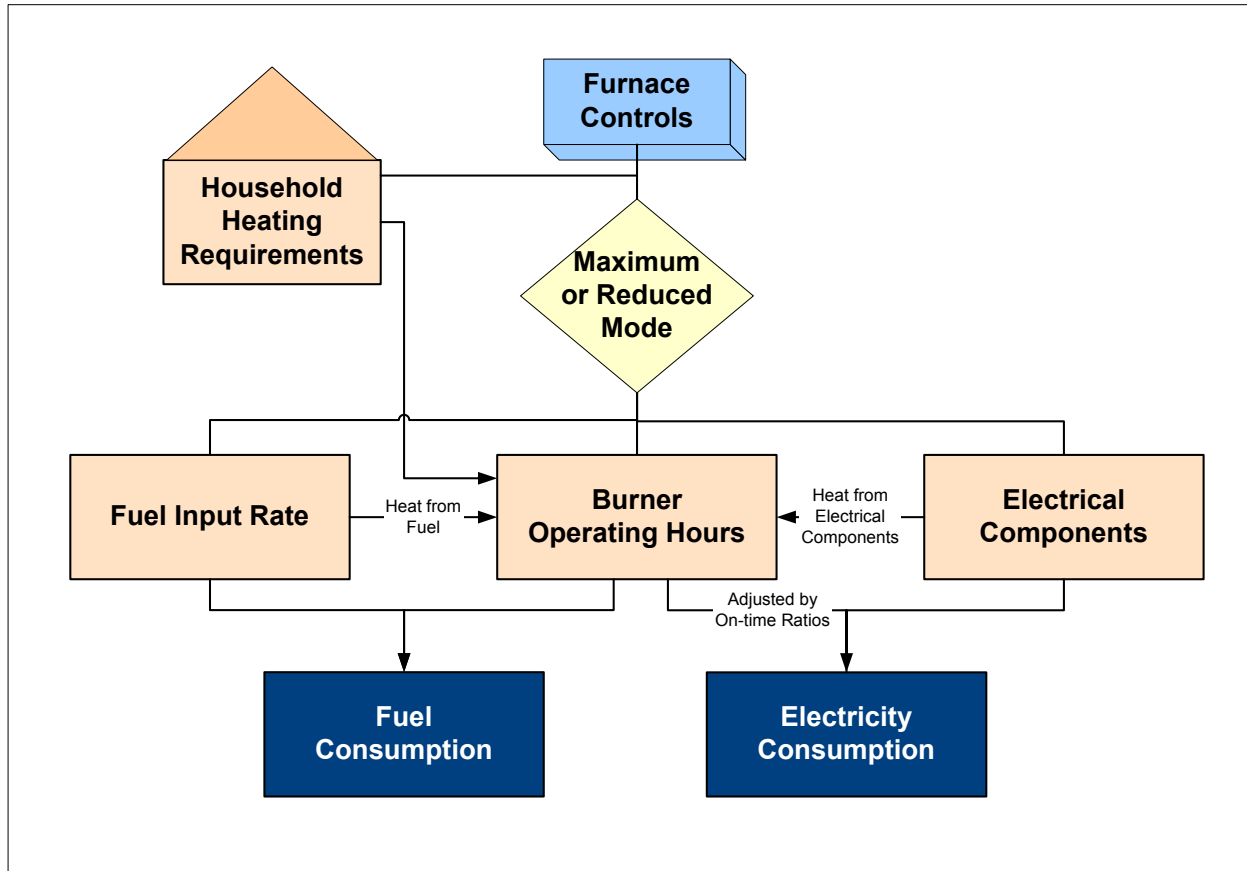 Furnace
Controls
Household
Heating
Requirements
Maximum
or Reduced
Mode
Fuel Input Rate
Heat from
Fuel
Burner
Operating Hours
Heat from
Electrical
Components
Electrical
Components
Adjusted by
On-time Ratios
Fuel
Consumption
Electricity
Consumption